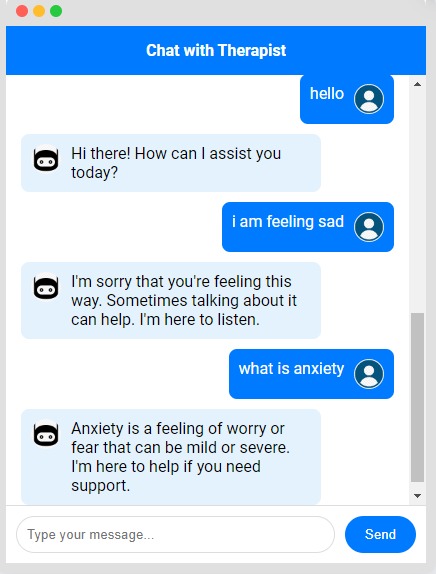 Chat with Therapist
hello
Hi there! How can I assist you
today?
i am feeling sad
I'm sorry that you're feeling this
way. Sometimes talking about it
can help. I'm here to listen.
what is anxiety
Anxiety is a feeling of worry or
fear that can be mild or severe.
I'm here to help if you need
support.
Type your message...
Send